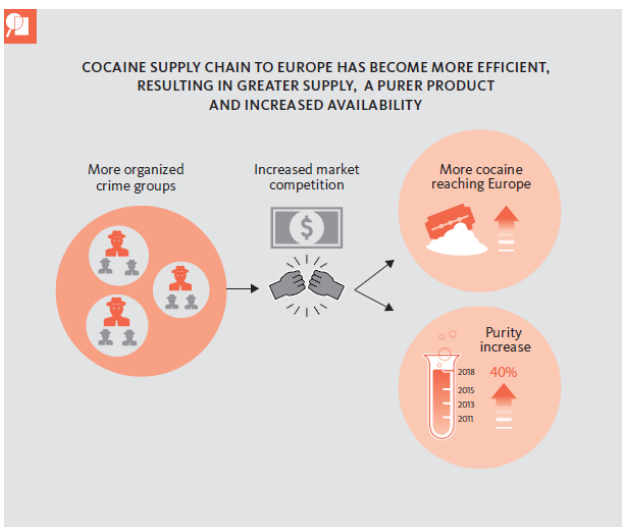 COCAINE SUPPLY CHAIN TO EUROPE HAS BECOME MORE EFFICIENT,
RESULTING IN GREATER SUPPLY, A PURER PRODUCT
AND INCREASED AVAILABILITY
More organized
crime groups
Increased market
competition
$
More cocaine
reaching Europe
Purity
increase
2018
40%
2015
2013
2011